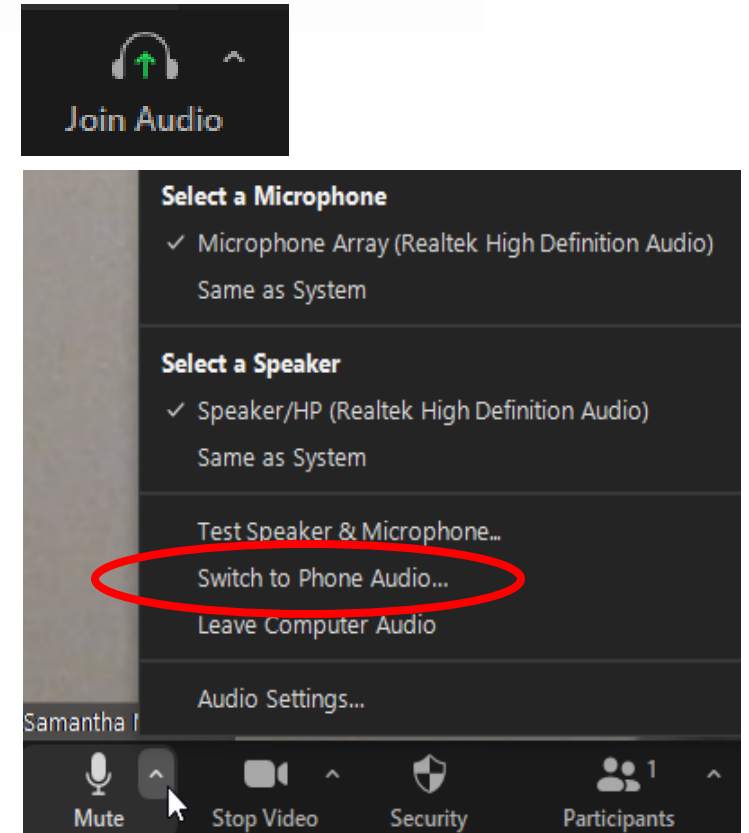 Join Audio
Select a Microphone
Microphone Array (Realtek High Definition Audio)
Same as System
Select a Speaker
Speaker/HP (Realtek High Definition Audio)
Same as System
Test Speaker & Microphone...
Switch to Phone Audio...
Leave Computer Audio
Audio Settings...
Samantha
1
Mute Stop Video Security Participants